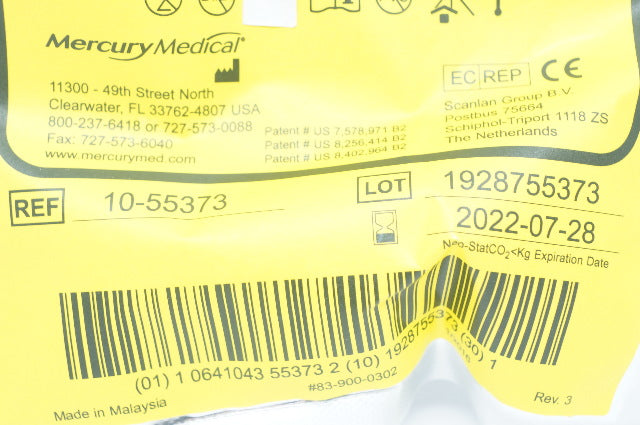 Mercury Medical®
11300 - 49th Street North
Clearwater, FL 33762-4807 USA
800-237-6418 or 727-573-0088
Fax: 727-573-6040
www.mercurymed.com
Patent # US 7,578,971 B2
Patent # US 8,256,414 B2
Patent # US 8,402,964 B2
EC REP CE
Scanlan Group B.V.
Postbus 75664
Schiphol-Triport 1118 ZS
The Netherlands
REF 10-55373
LOT 1928755373
2022-07-28
Neo-StatCO₂<Kg Expiration Date
(01) 1 0641043 55373 2 (10) 1928755373 (30) 1
#83-900-0302
Made in Malaysia
Rev. 3